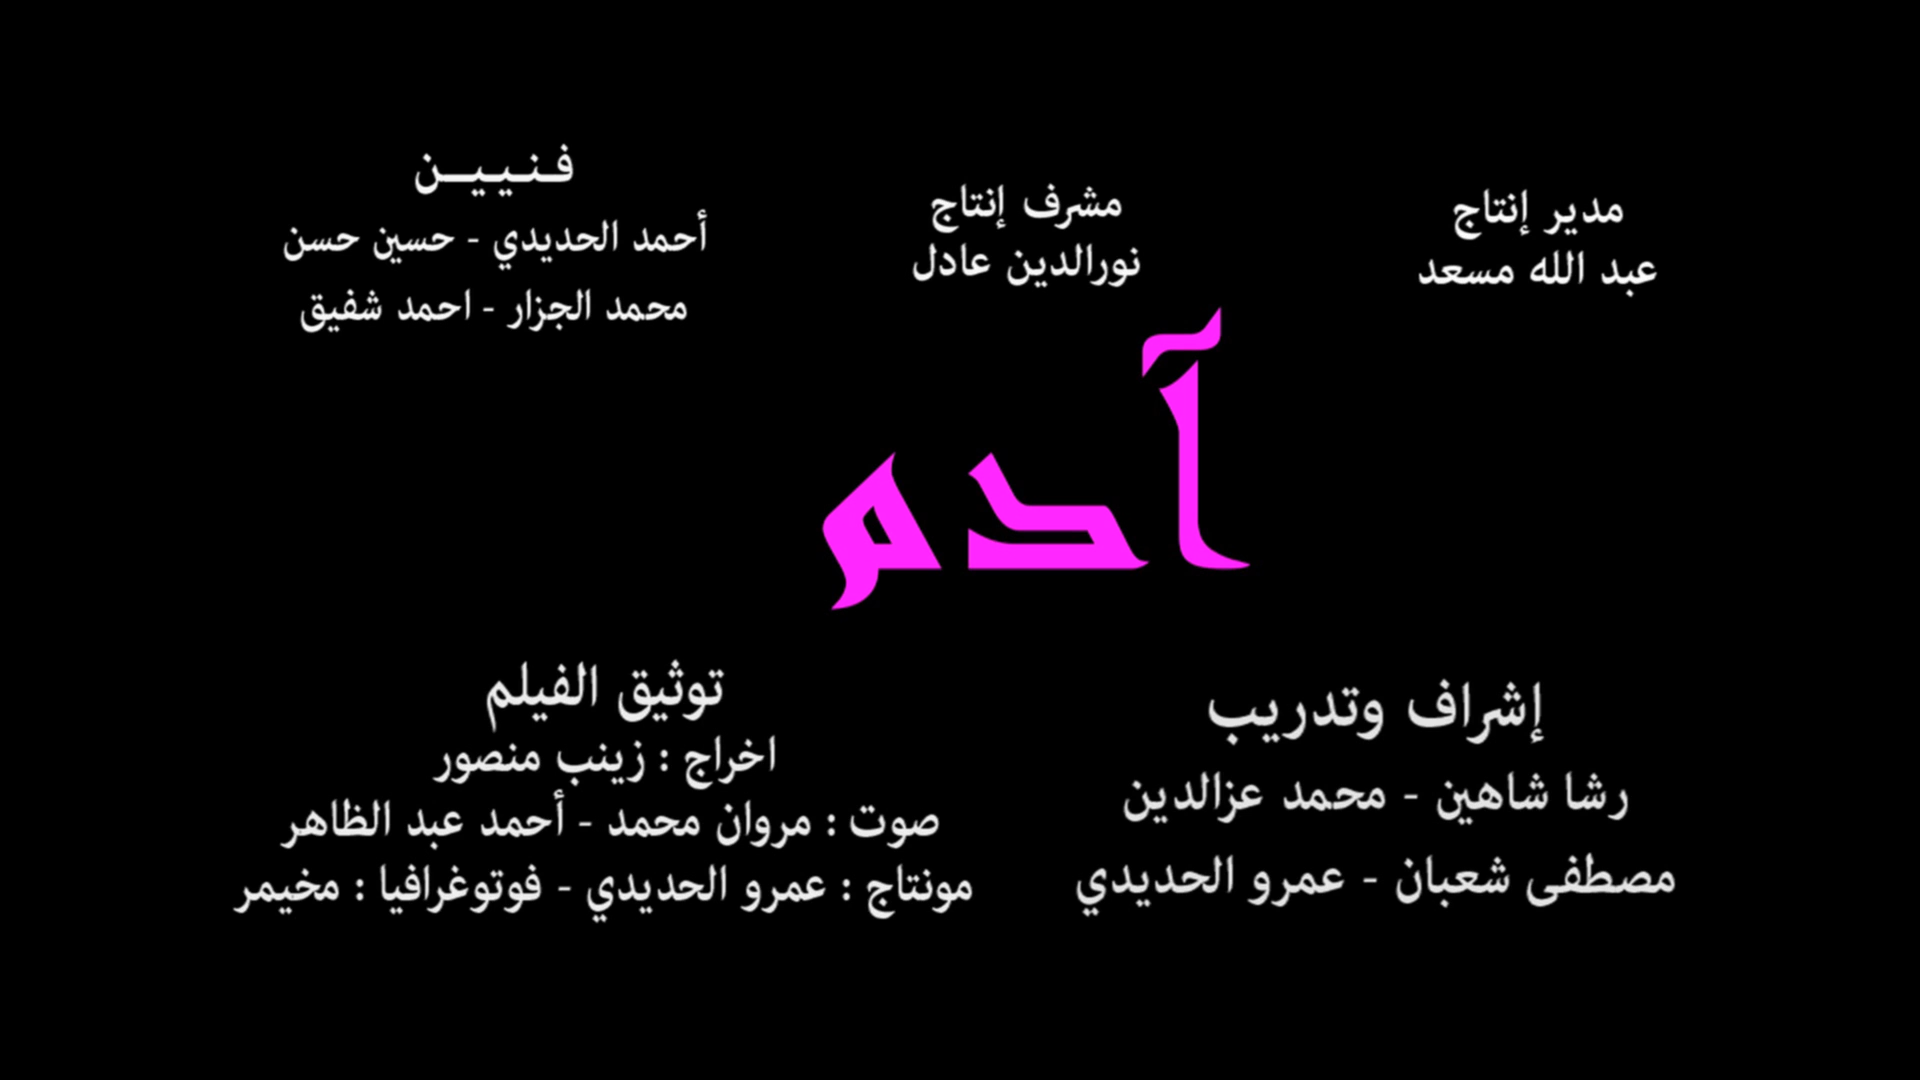 مدير إنتاج
عبد الله مسعد
مشرف إنتاج
نورالدين عادل
فـنـيـيـن
أحمد الحديدي - حسين حسن
محمد الجزار - احمد شفيق
آدم
إشراف وتدريب
رشا شاهين - محمد عزالدين
مصطفى شعبان - عمرو الحديدي
توثيق الفيلم
اخراج : زينب منصور
صوت : مروان محمد - أحمد عبد الظاهر
مونتاج : عمرو الحديدي - فوتوغرافيا : مخيمر